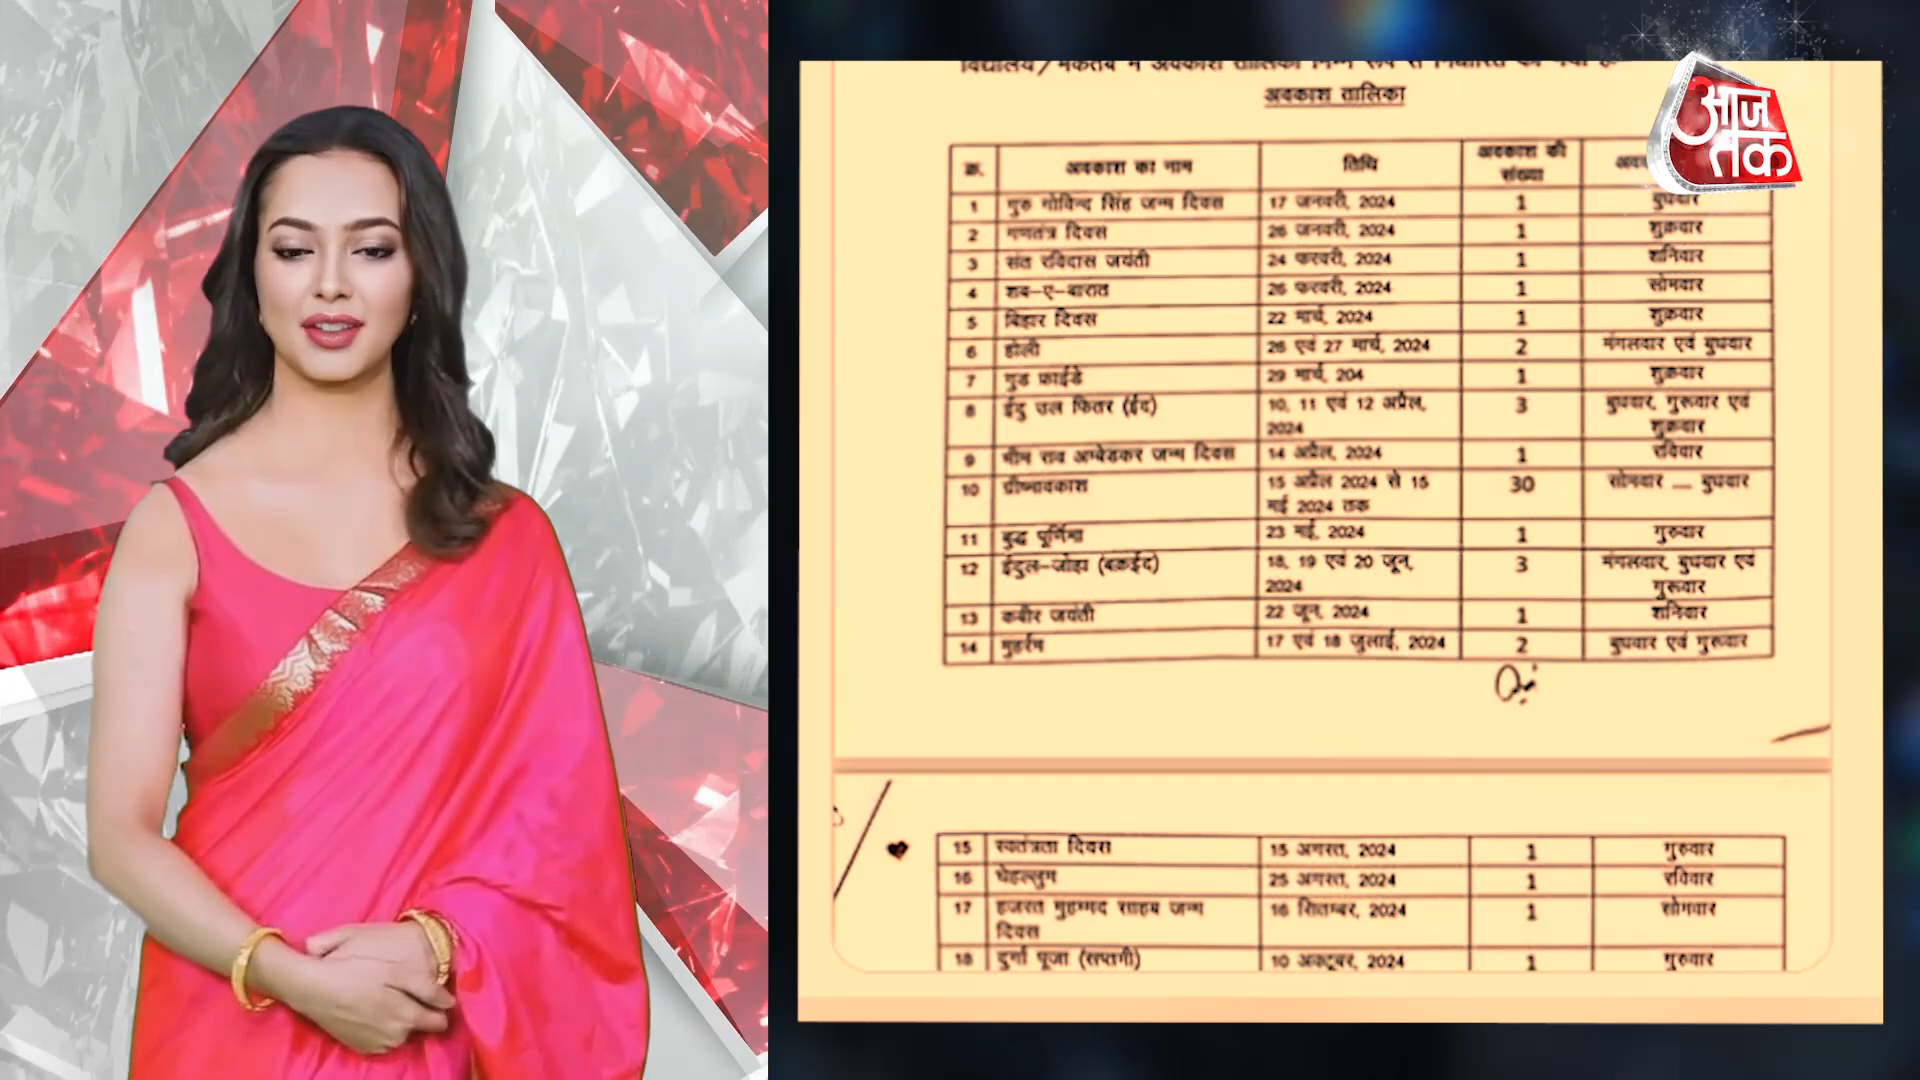 आज
तक
अवकाश तालिका
क्र. अवकाश का नाम तिथि अवकाश की संख्या
1 गुरु गोविन्द सिंह जन्म दिवस 17 जनवरी, 2024 1 बुधवार
2 गणतंत्र दिवस 26 जनवरी, 2024 1 शुक्रवार
3 संत रविदास जयंती 24 फरवरी, 2024 1 शनिवार
4 शब-ए-बारात 26 फरवरी, 2024 1 सोमवार
5 बिहार दिवस 22 मार्च, 2024 1 शुक्रवार
6 होली 26 एवं 27 मार्च, 2024 2 मंगलवार एवं बुधवार
7 गुड फ्राईडे 29 मार्च, 204 1 शुक्रवार
8 ईदु उल फितर (ईद) 10, 11 एवं 12 अप्रैल, 3 बुधवार, गुरूवार एवं
2024 शुक्रवार
9 भीम राव अम्बेडकर जन्म दिवस 14 अप्रैल, 2024 1 रविवार
10 ग्रीष्मावकाश 15 अप्रैल 2024 से 15 30 सोमवार .... बुधवार
मई 2024 तक
11 बुद्ध पूर्णिमा 23 मई, 2024 1 गुरुवार
12 ईदुल-जोहा (बकरीद) 18, 19 एवं 20 जून, 3 मंगलवार, बुधवार एवं
2024 गुरूवार
13 कबीर जयंती 22 जून, 2024 1 शनिवार
14 मुहर्रम 17 एवं 18 जुलाई, 2024 2 बुधवार एवं गुरूवार
15 स्वतंत्रता दिवस 15 अगस्त, 2024 1 गुरुवार
16 चेहल्लुम 25 अगस्त, 2024 1 रविवार
17 हजरत मुहम्मद साहब जन्म 16 सितम्बर, 2024 1 सोमवार
दिवस
18 दुर्गा पूजा (सप्तमी) 10 अक्टूबर, 2024 1 गुरुवार